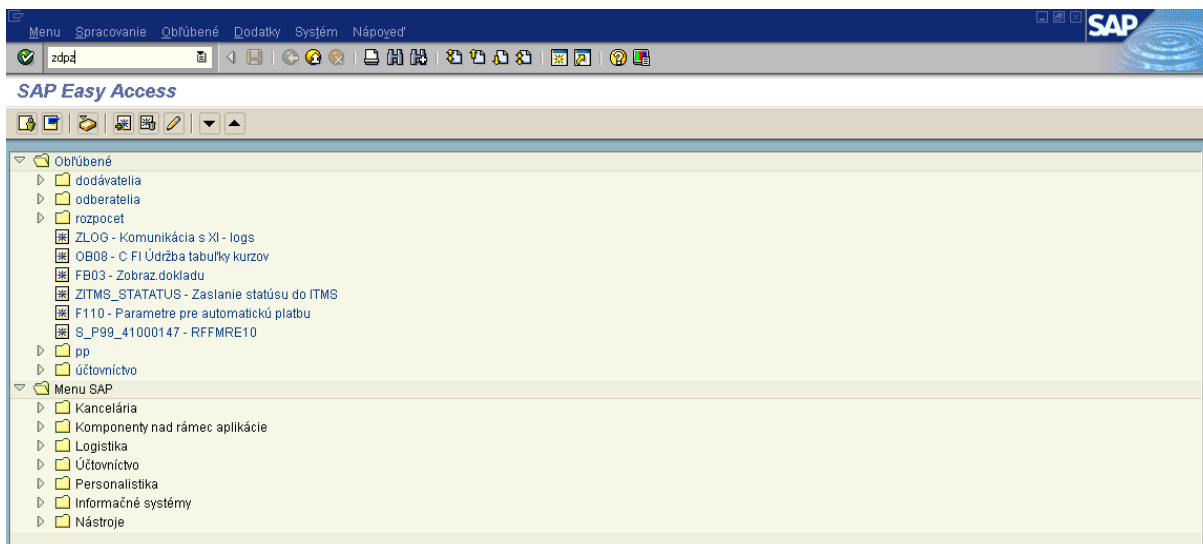 Menu Spracovanie Obľúbené Dodatky Systém Nápoveď
SAP
zdpz
SAP Easy Access
Obľúbené
dodávatelia
odberatelia
rozpocet
ZLOG - Komunikácia s XI - logs
OB08 - C FI Údržba tabuľky kurzov
FB03 - Zobraz.dokladu
ZITMS_STATATUS - Zaslanie statúsu do ITMS
F110 - Parametre pre automatickú platbu
S_P99_41000147 - RFFMRE10
pp
účtovníctvo
Menu SAP
Kancelária
Komponenty nad rámec aplikácie
Logistika
Účtovníctvo
Personalistika
Informačné systémy
Nástroje